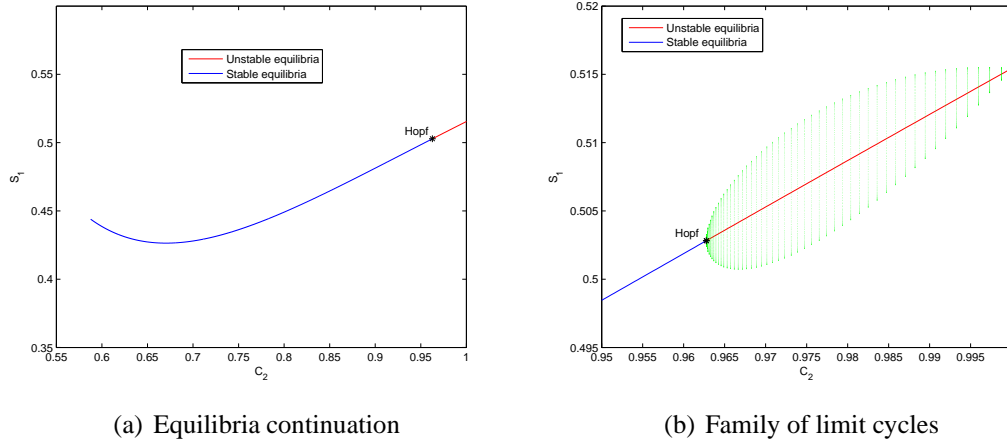 0.55
0.5
0.45
0.4
0.35
S1
Unstable equilibria
Stable equilibria
Hopf
0.55 0.6 0.65 0.7 0.75 0.8 0.85 0.9 0.95 1
C2
(a) Equilibria continuation
0.52
0.515
0.51
0.505
0.5
0.495
S1
Unstable equilibria
Stable equilibria
Hopf
0.95 0.955 0.96 0.965 0.97 0.975 0.98 0.985 0.99 0.995
C2
(b) Family of limit cycles